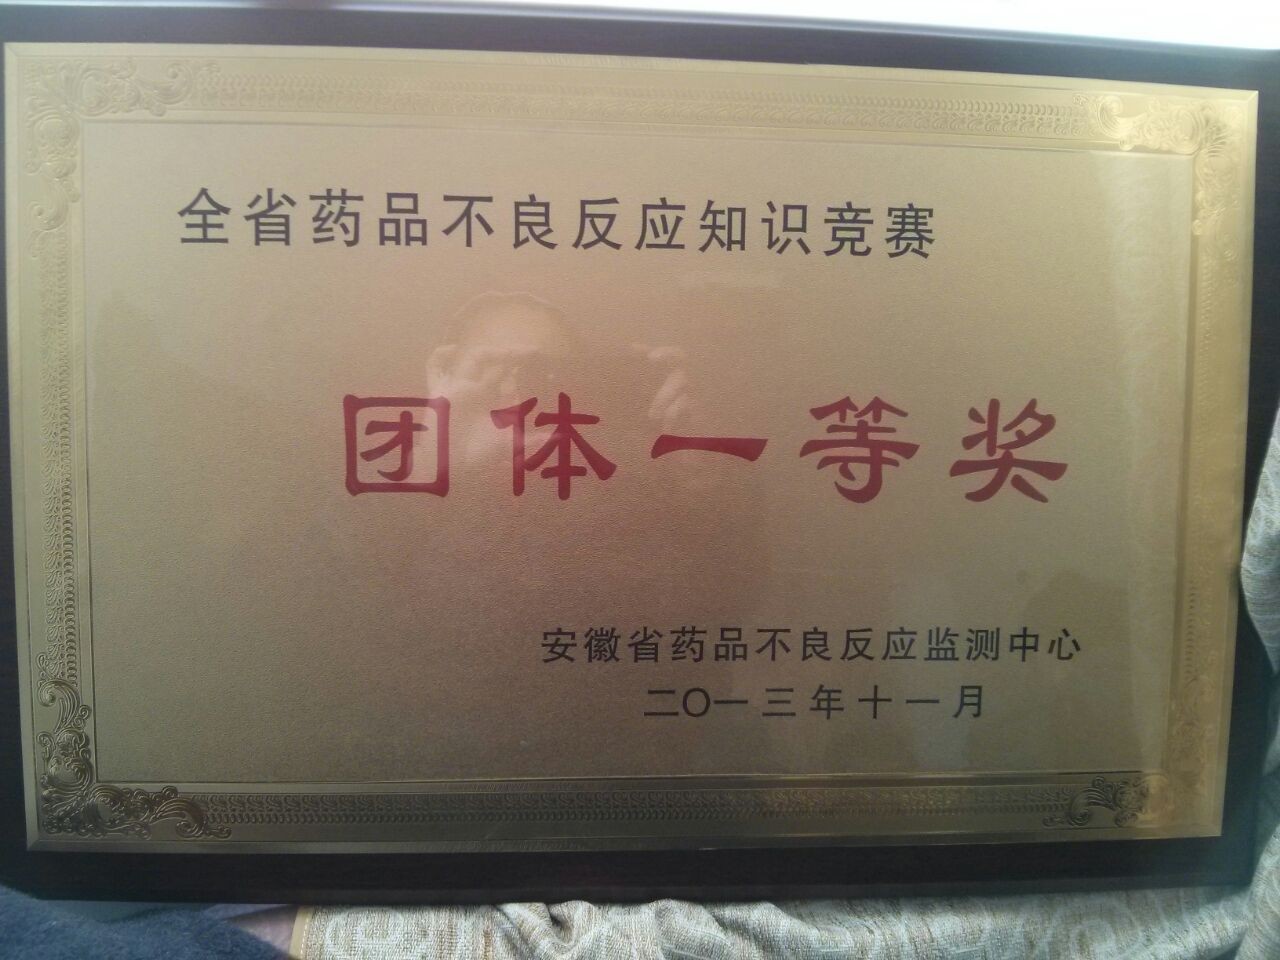 全省药品不良反应知识竞赛
团体一等奖
安徽省药品不良反应监测中心
二〇一三年十一月